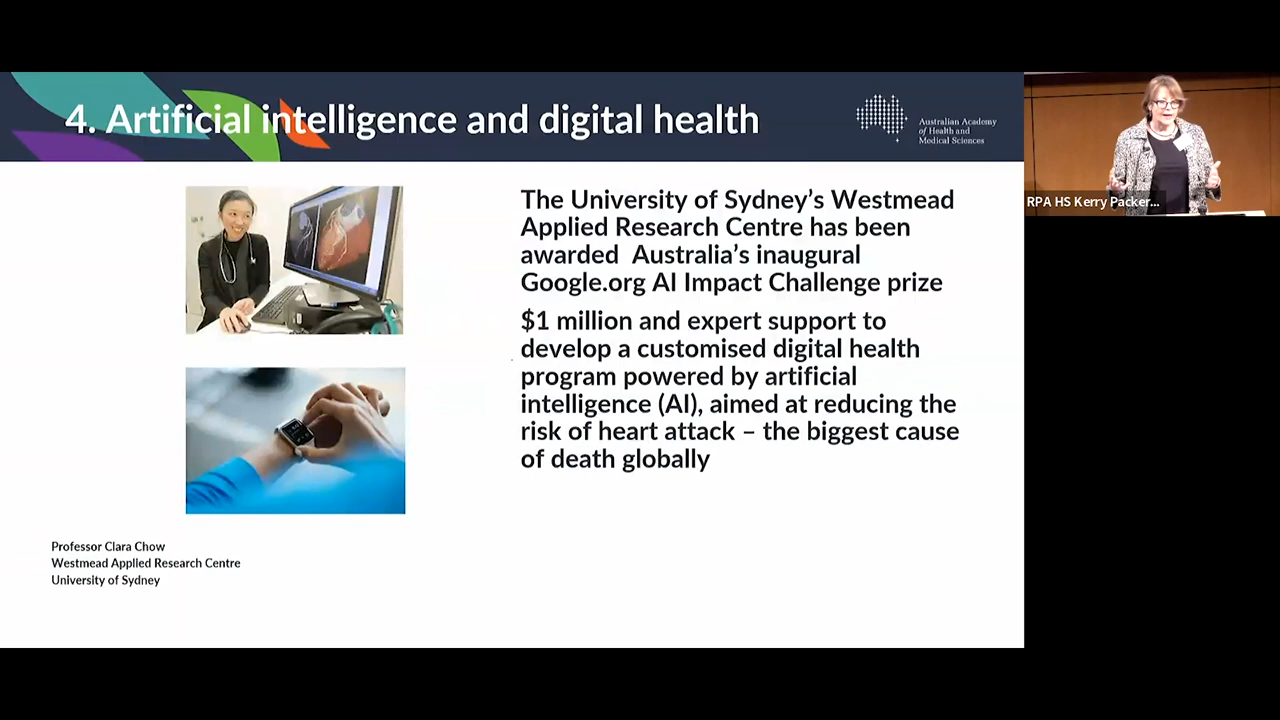 4. Artificial intelligence and digital health
Australian Academy
of Health and
Medical Sciences
RPA HS Kerry Packer...
The University of Sydney’s Westmead
Applied Research Centre has been
awarded  Australia’s inaugural
Google.org AI Impact Challenge prize
$1 million and expert support to
develop a customised digital health
program powered by artificial
intelligence (AI), aimed at reducing the
risk of heart attack – the biggest cause
of death globally
Professor Clara Chow
Westmead Applied Research Centre
University of Sydney